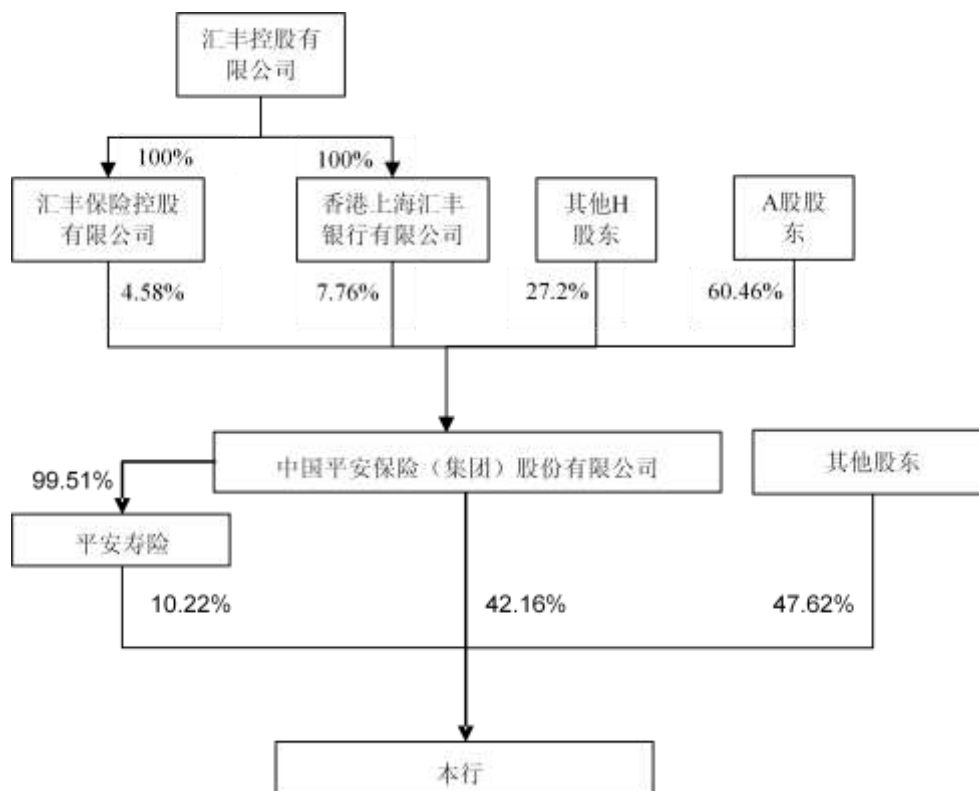 汇丰控股有
限公司
100%
100%
汇丰保险控股
有限公司
香港上海汇丰
银行有限公司
其他H
股东
A股股
东
4.58%
7.76%
27.2%
60.46%
中国平安保险（集团）股份有限公司
其他股东
99.51%
平安寿险
10.22%
42.16%
47.62%
本行